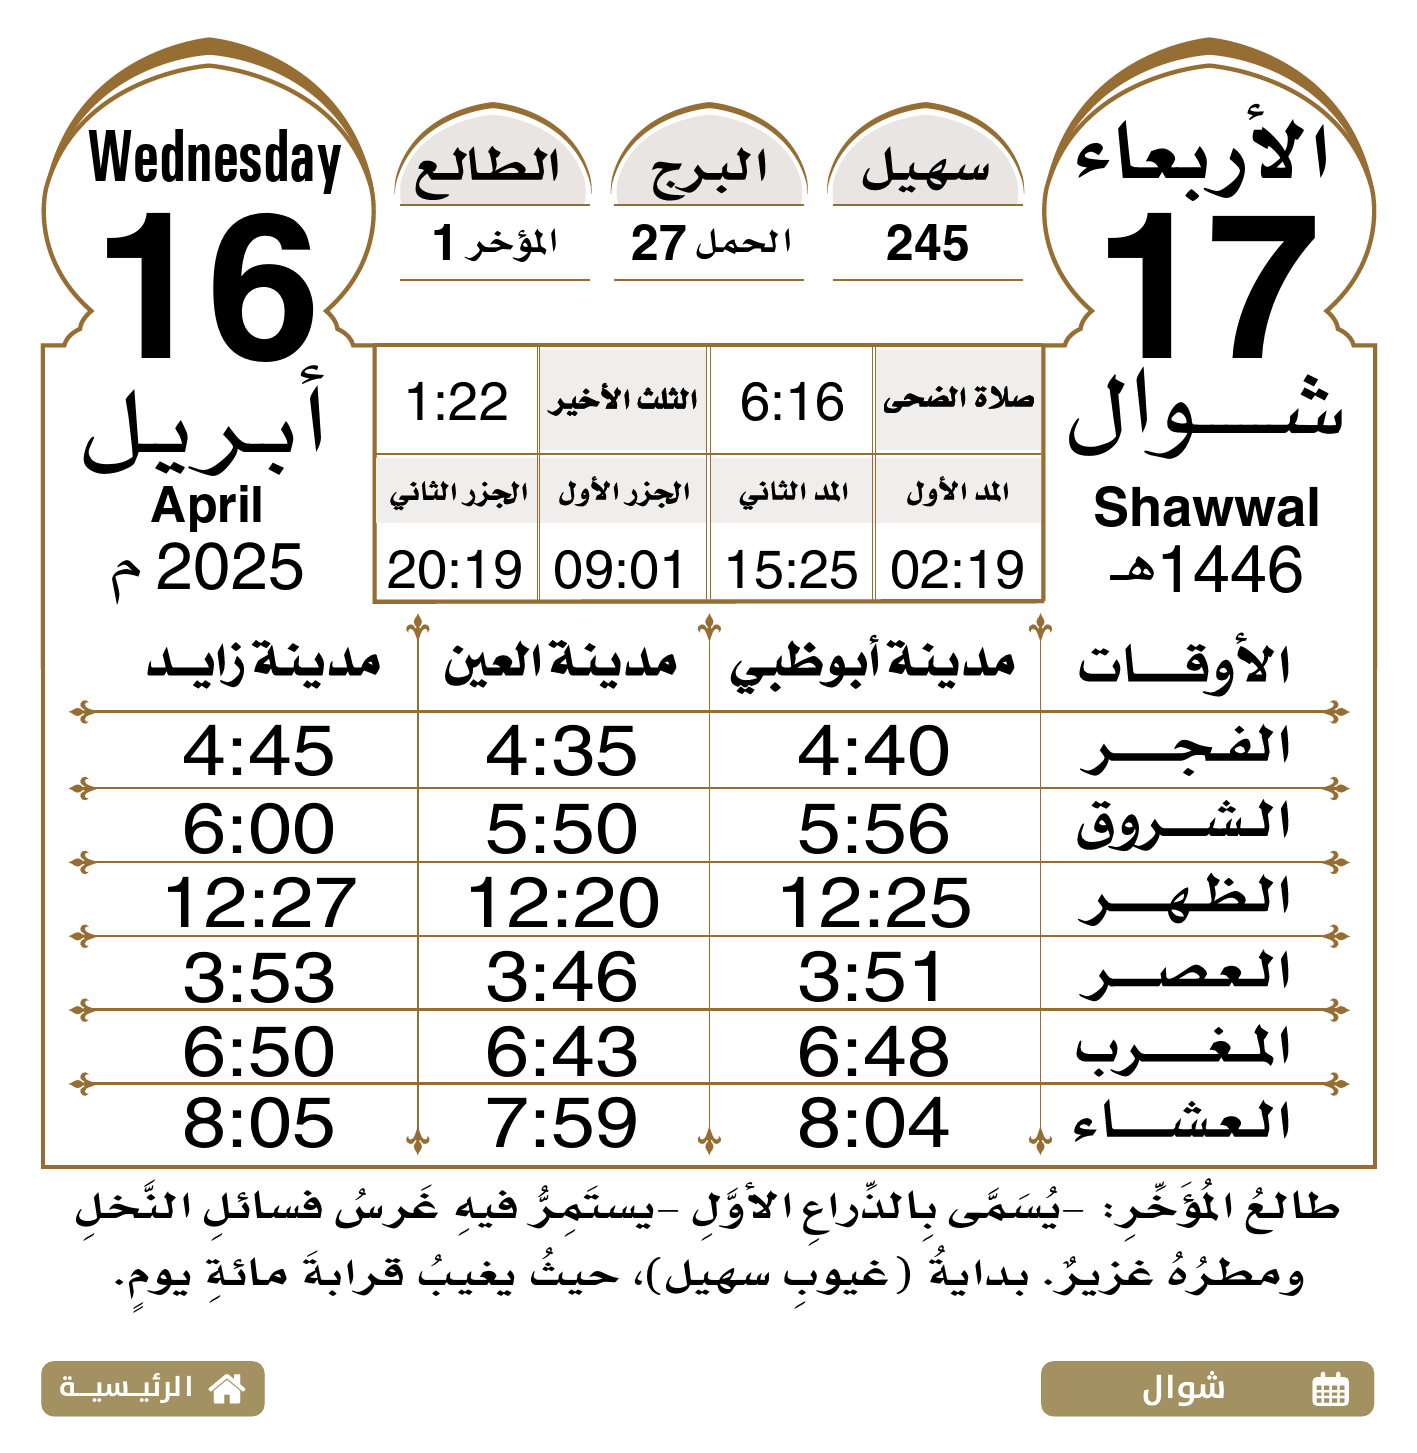 الأربعاء
17
شـــوال
Shawwal
1446هـ
سهيل
245
البرج
الحمل 27
الطالع
المؤخر 1
Wednesday
16
أبريل
April
2025 م
صلاة الضحى 6:16 الثلث الأخير 1:22
المد الأول المد الثاني الجزر الأول الجزر الثاني
02:19 15:25 09:01 20:19
الأوقـــات مدينة أبوظبي مدينة العين مدينة زايـد
الفجـــر 4:40 4:35 4:45
الشـــروق 5:56 5:50 6:00
الظهـــر 12:25 12:20 12:27
العصـــر 3:51 3:46 3:53
المغـــرب 6:48 6:43 6:50
العشـــاء 8:04 7:59 8:05
طالعُ المُؤَخِّرِ: -يُسَمَّى بِالذِّراعِ الأوَّلِ -يستَمِرُّ فيهِ غَرسُ فسائلِ النَّخلِ
ومطرُهُ غزيرٌ. بدايةُ (غيوبِ سهيل)، حيثُ يغيبُ قرابةَ مائةِ يومٍ.
شوال
الرئيـسيـة